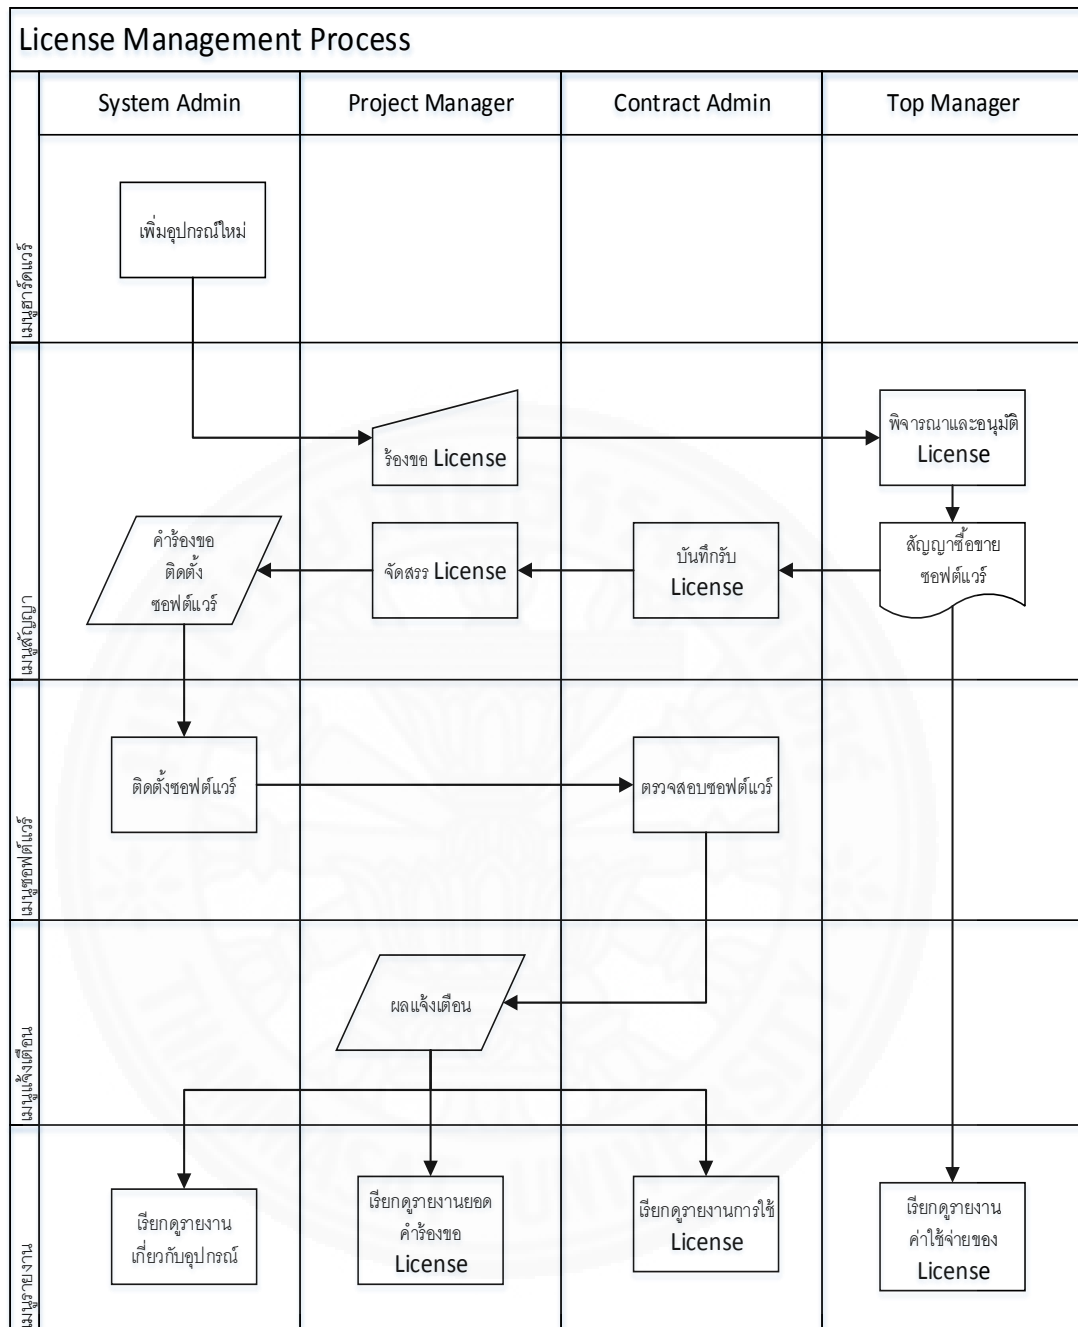 License Management Process
System Admin
Project Manager
Contract Admin
Top Manager
เมนูฮาร์ดแวร์
เพิ่มอุปกรณ์ใหม่
ร้องขอ License
พิจารณาและอนุมัติ
License
คำร้องขอ
ติดตั้ง
ซอฟต์แวร์
จัดสรร License
บันทึกรับ
License
สัญญาซื้อขาย
ซอฟต์แวร์
ติดตั้งซอฟต์แวร์
ตรวจสอบซอฟต์แวร์
เมนูซอฟต์แวร์
ผลแจ้งเตือน
เมนูแจ้งเตือน
เรียกดูรายงาน
เกี่ยวกับอุปกรณ์
เรียกดูรายงานยอด
คำร้องขอ
License
เรียกดูรายงานการใช้
License
เรียกดูรายงาน
ค่าใช้จ่ายของ
License
เมนูรายงาน
THAMMASAT UNIVERSITY